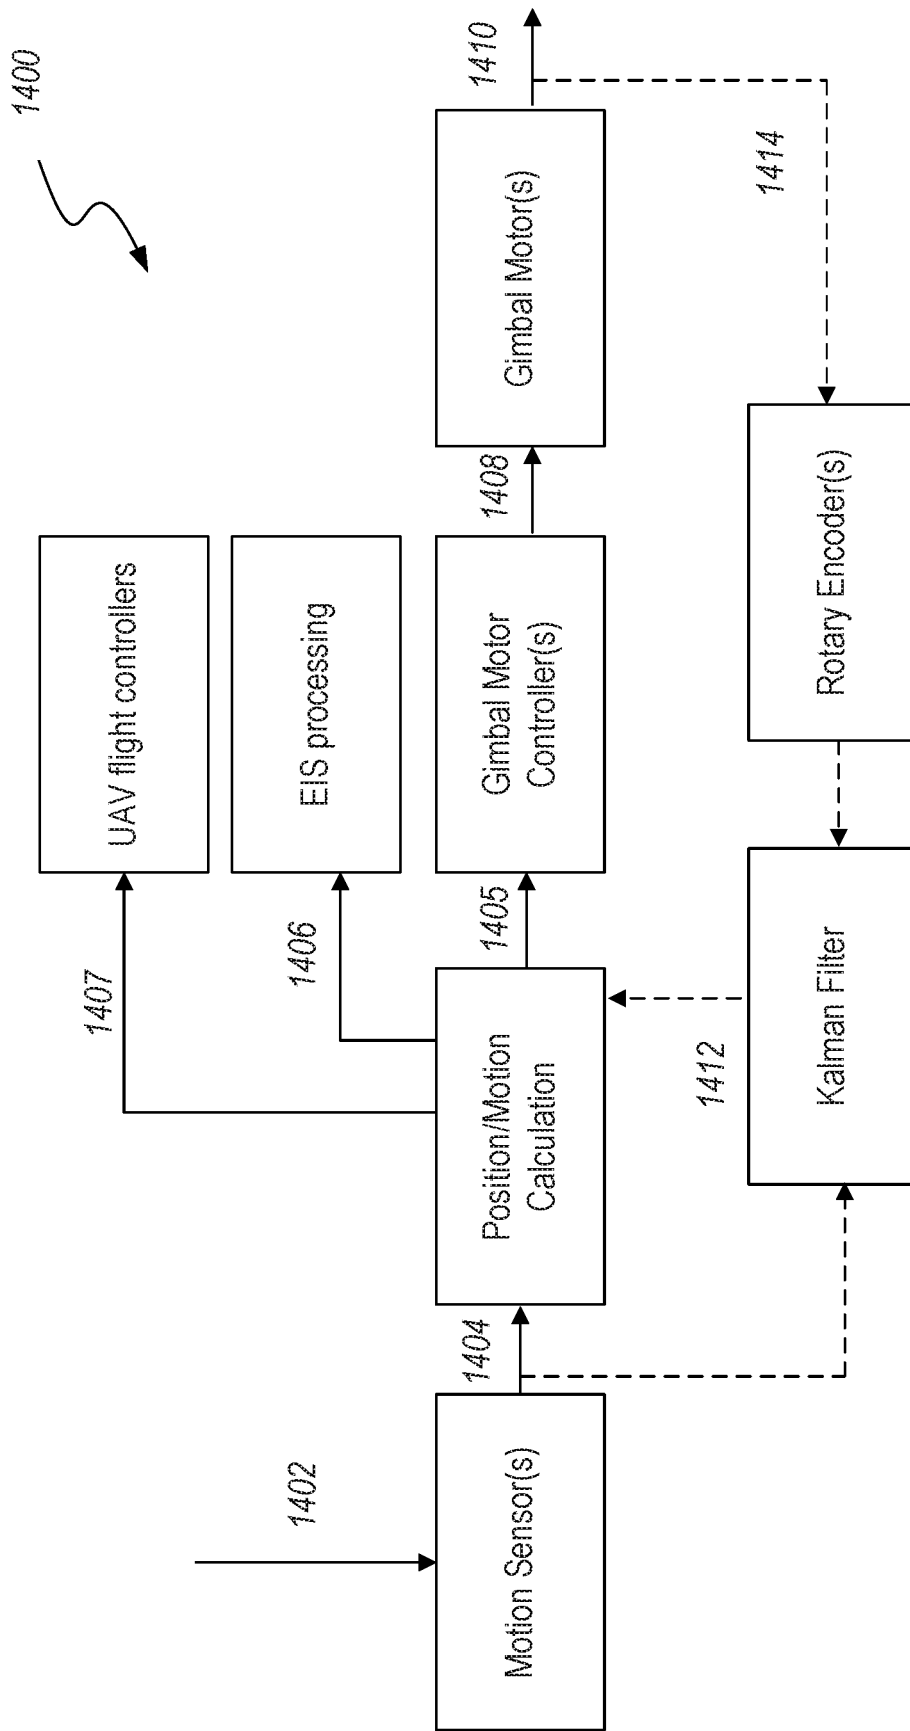 1400
UAV flight controllers
1407
EIS processing
1406
1402
Motion Sensor(s)
1404
Position/Motion
Calculation
1405
Gimbal Motor
Controller(s)
1408
Gimbal Motor(s)
1410
1412
1414
Kalman Filter
Rotary Encoder(s)